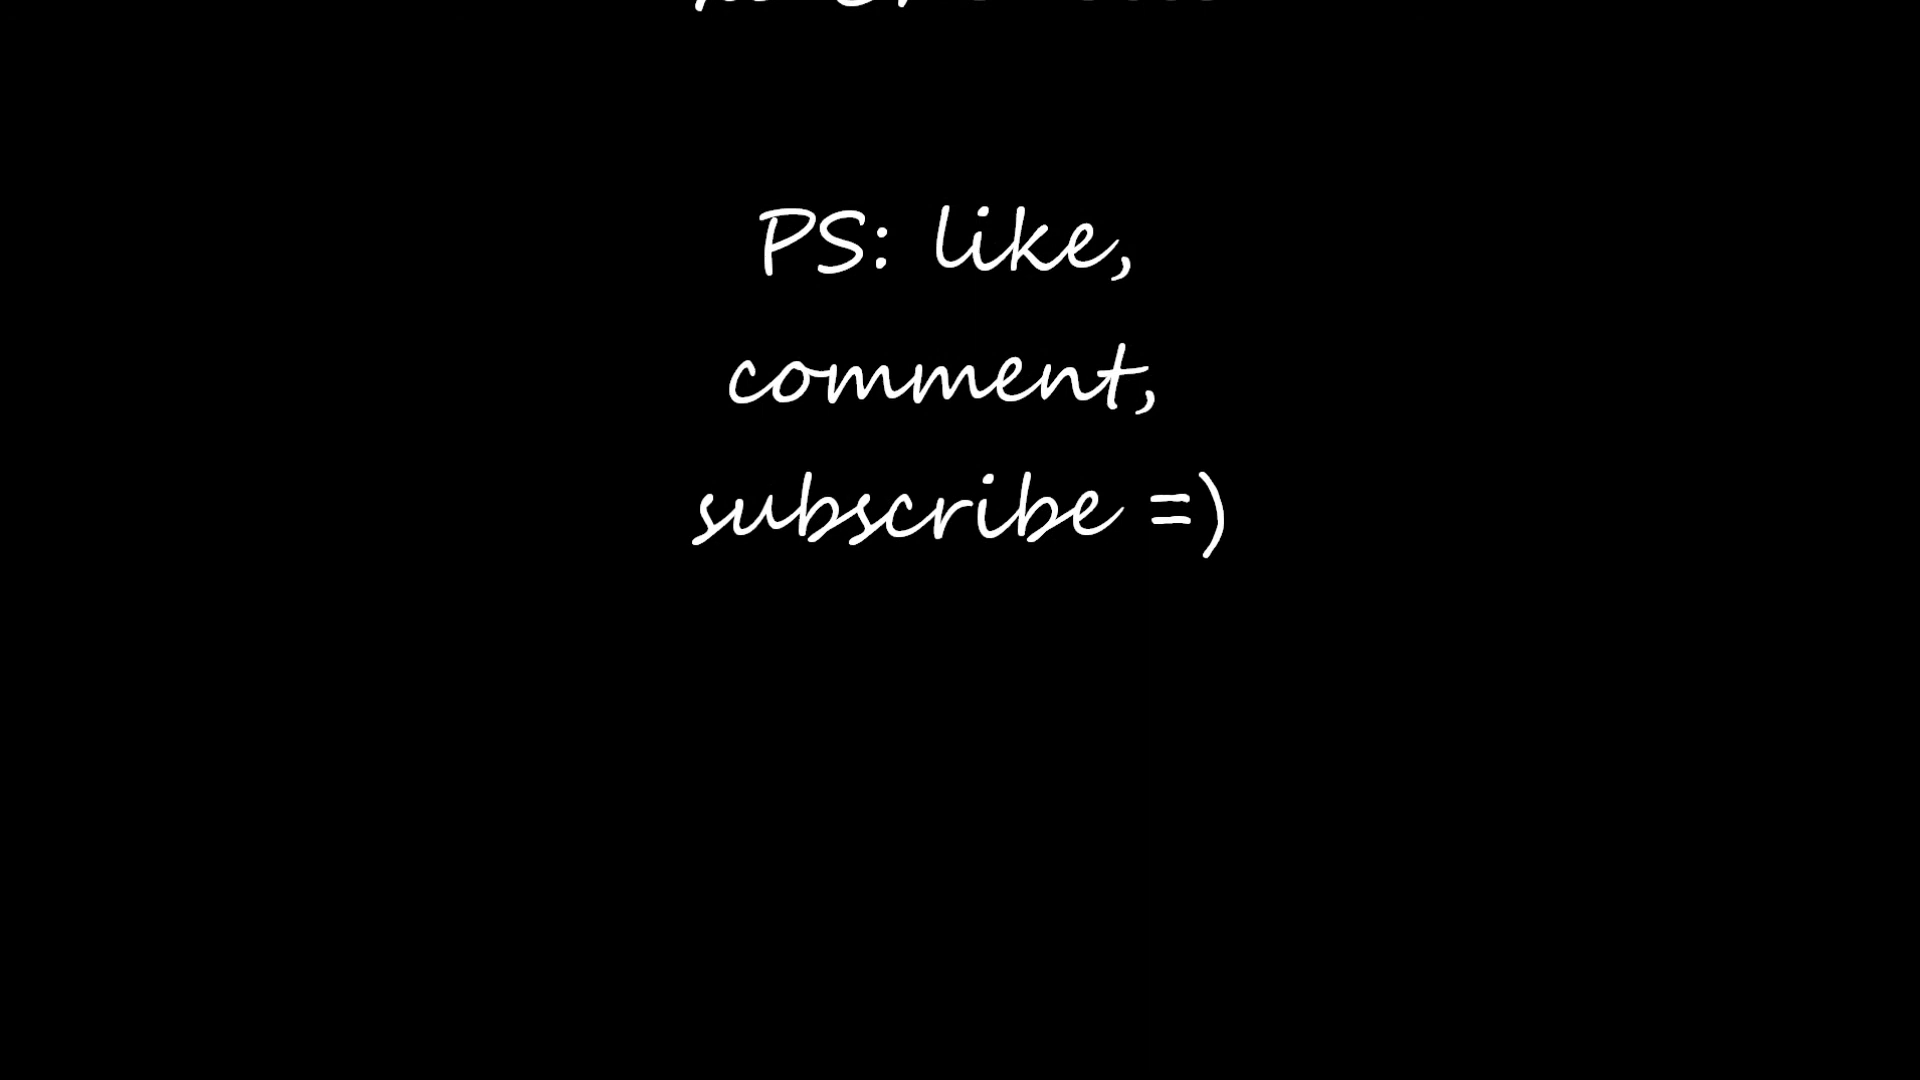 PS: like,
comment,
subscribe =)